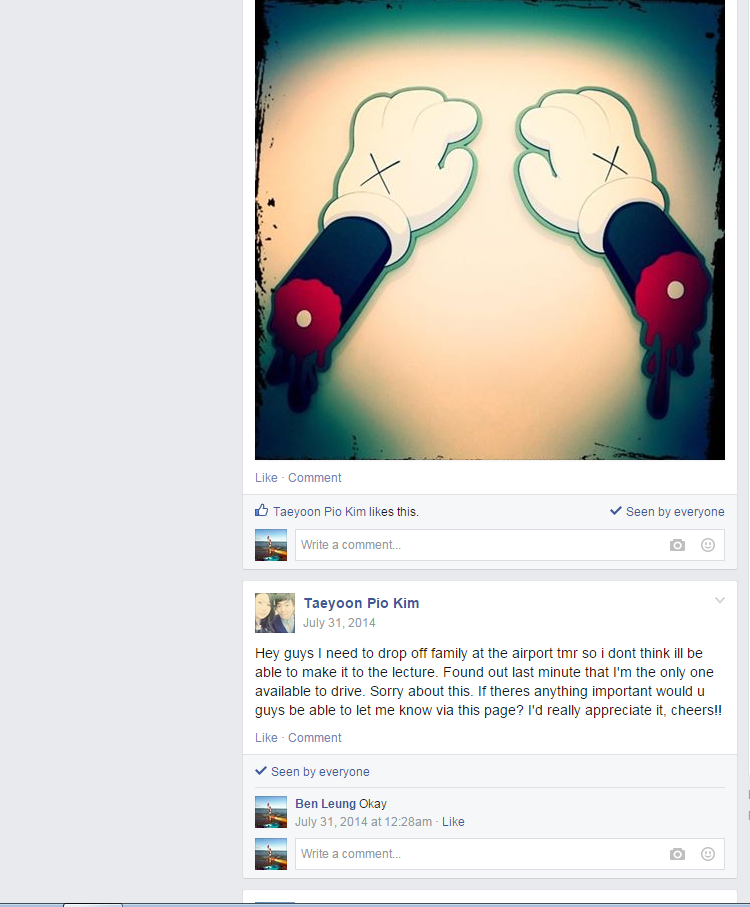 Like · Comment
Taeyoon Pio Kim likes this.
Seen by everyone
Write a comment...
Taeyoon Pio Kim
July 31, 2014
Hey guys I need to drop off family at the airport tmr so i dont think ill be
able to make it to the lecture. Found out last minute that I'm the only one
available to drive. Sorry about this. If theres anything important would u
guys be able to let me know via this page? I'd really appreciate it, cheers!!
Like · Comment
Seen by everyone
Ben Leung Okay
July 31, 2014 at 12:28am · Like
Write a comment...